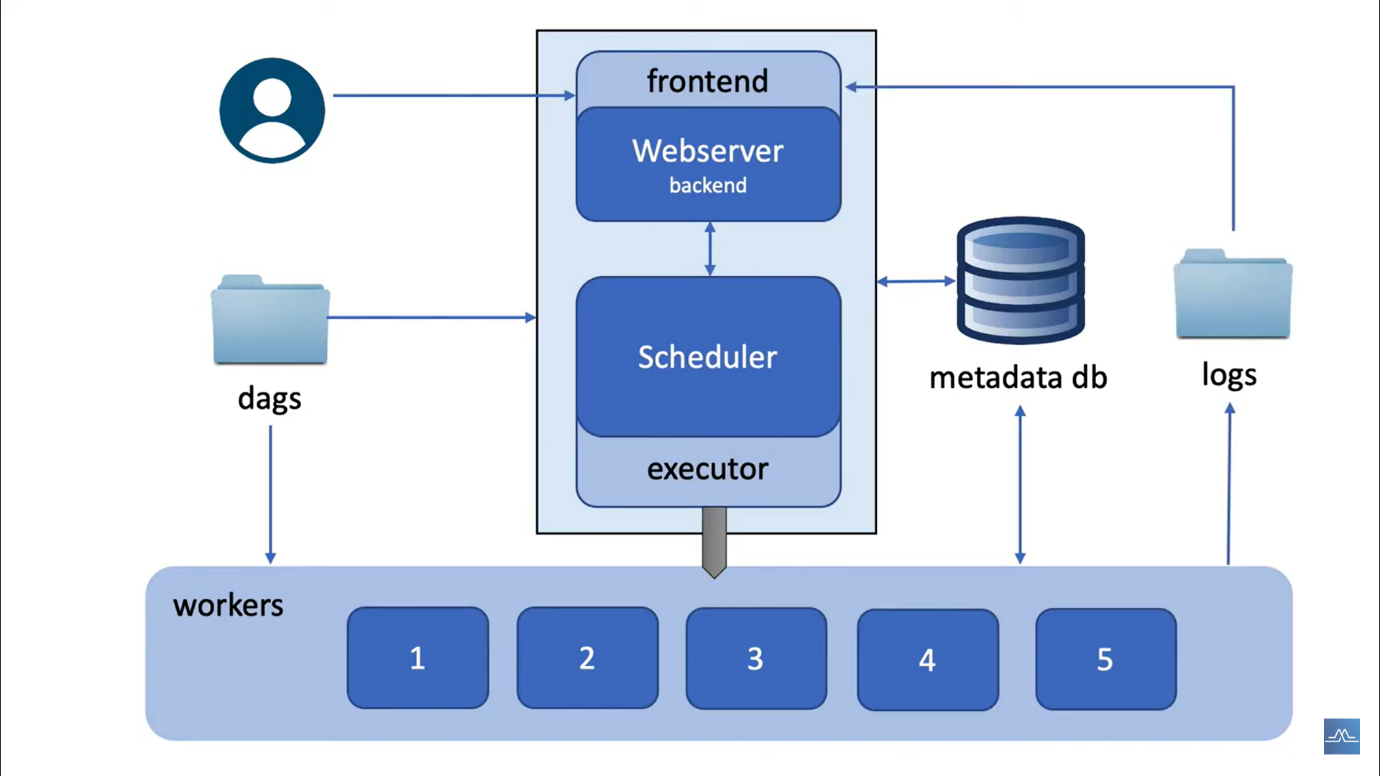 frontend
Webserver
backend
Scheduler
executor
dags
metadata db
logs
workers
1
2
3
4
5